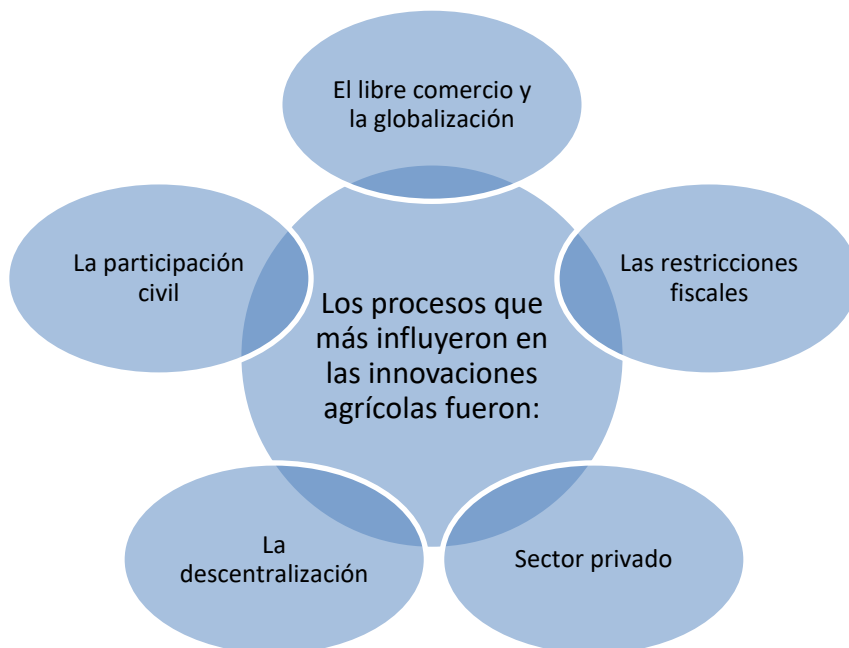 El libre comercio y
la globalización
La participación
civil
Las restricciones
fiscales
Los procesos que
más influyeron en
las innovaciones
agrícolas fueron:
La
descentralización
Sector privado